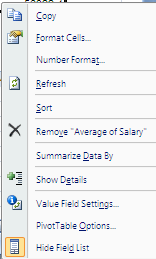 Copy
Format Cells...
Number Format...
Refresh
Sort
Remove "Average of Salary"
Summarize Data By
Show Details
Value Field Settings...
PivotTable Options...
Hide Field List